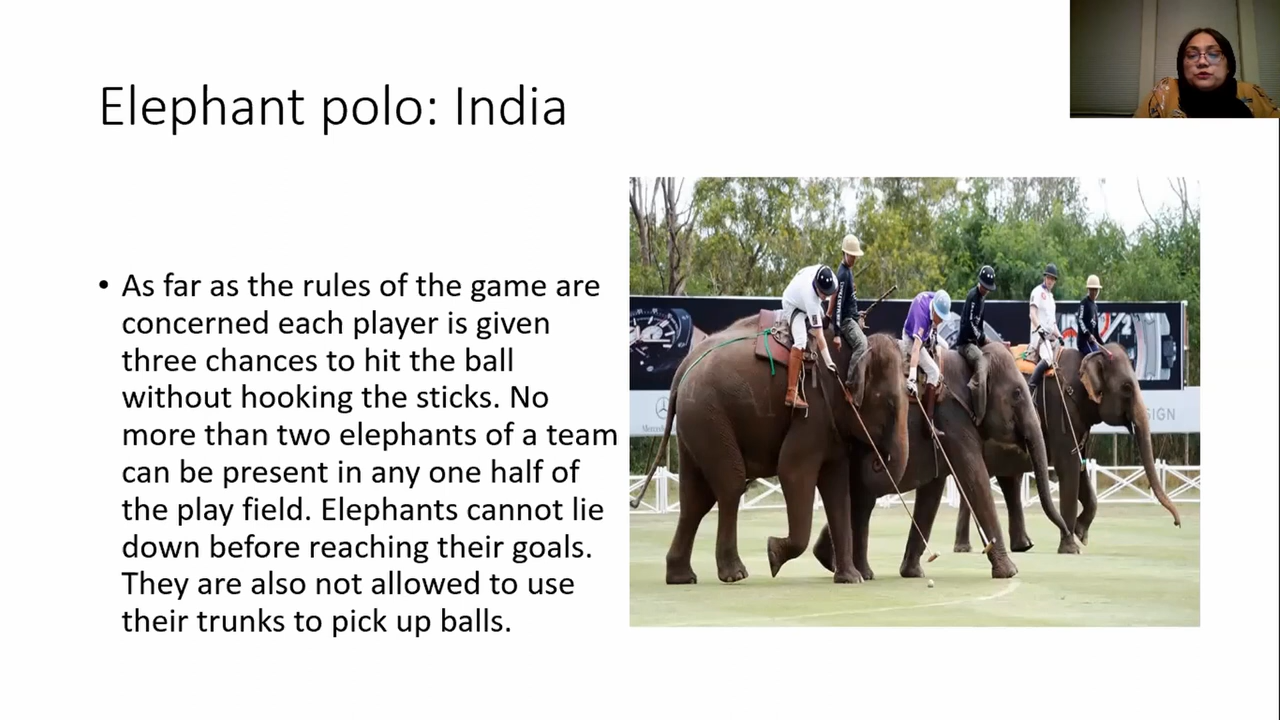 Elephant polo: India
• As far as the rules of the game are
concerned each player is given
three chances to hit the ball
without hooking the sticks. No
more than two elephants of a team
can be present in any one half of
the play field. Elephants cannot lie
down before reaching their goals.
They are also not allowed to use
their trunks to pick up balls.